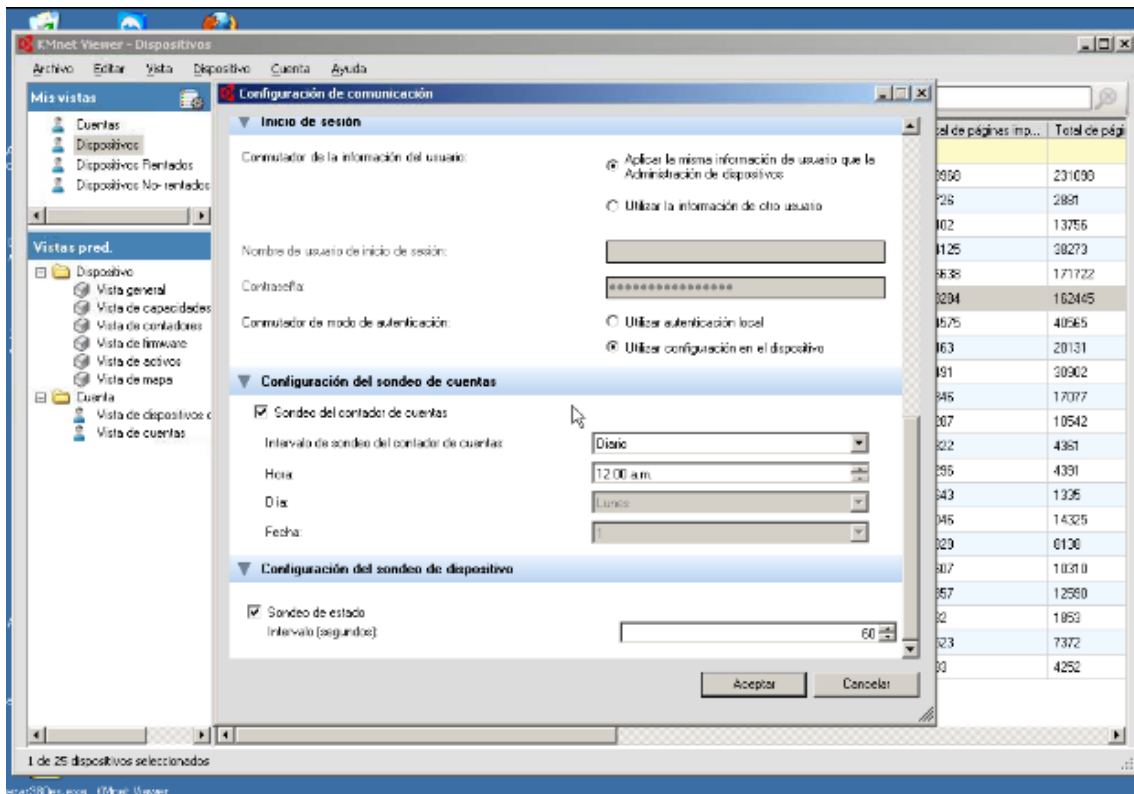 KMnet Viewer - Dispositivos
Archivo Editar Vista Dispositivo Cuenta Ayuda
Mis vistas
Cuentas
Dispositivos
Dispositivos Rentados
Dispositivos No-rentados
Vistas pred.
Dispositivo
Vista general
Vista de capacidades
Vista de contadores
Vista de firmware
Vista de activos
Vista de mapa
Cuenta
Vista de dispositivos c
Vista de cuentas
Configuración de comunicación
Inicio de sesión
Conmutador de la información del usuario:
Aplicar la misma información de usuario que la
Administración de dispositivos
Utilizar la información de otro usuario
Nombre de usuario de inicio de sesión:
Contraseña:
Conmutador de modo de autenticación:
Utilizar autenticación local
Utilizar configuración en el dispositivo
Configuración del sondeo de cuentas
Sondeo del contador de cuentas
Intervalo de sondeo del contador de cuentas:
Diario
Hora:
12:00 a.m.
Día:
Lunes
Fecha:
1
Configuración del sondeo de dispositivo
Sondeo de estado
Intervalo (segundos):
60
Aceptar Cancelar
de páginas imp... Total de pági
231098
2881
13756
38273
171722
162445
40565
20131
30902
17077
10542
4361
4391
1335
14325
8138
10310
12590
1853
7372
4252
1 de 25 dispositivos seleccionados
KMnet Viewer